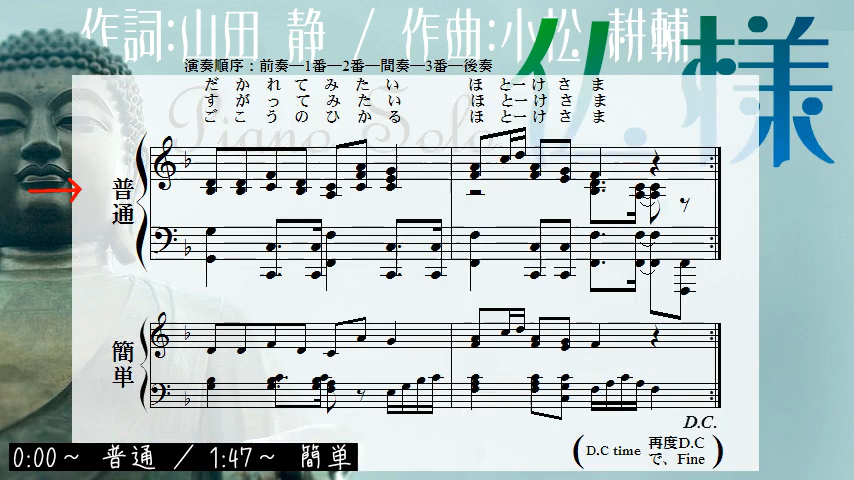 作詞:山田 静 / 作曲:小松 耕輔
仏様
演奏順序：前奏―1番―2番―間奏―3番―後奏
だ か れ て み た い ほ とー け さ ま
す が っ て み た い ほ とー け さ ま
ご こ う の ひ か る ほ とー け さ ま
Piano Solo
普通
簡単
D.C.
(D.C time 再度D.C
で、Fine)
0:00～ 普通 / 1:47～ 簡単